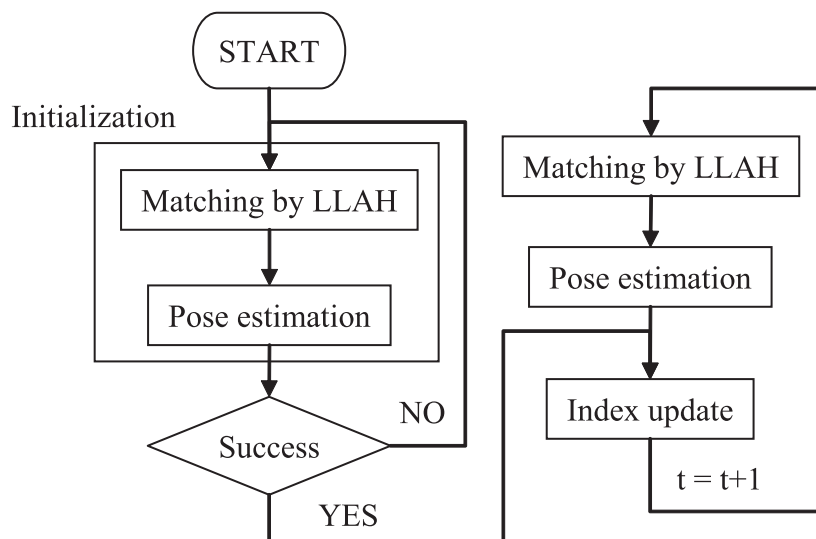 START
Initialization
Matching by LLAH
Pose estimation
Success
NO
YES
Matching by LLAH
Pose estimation
Index update
t = t+1